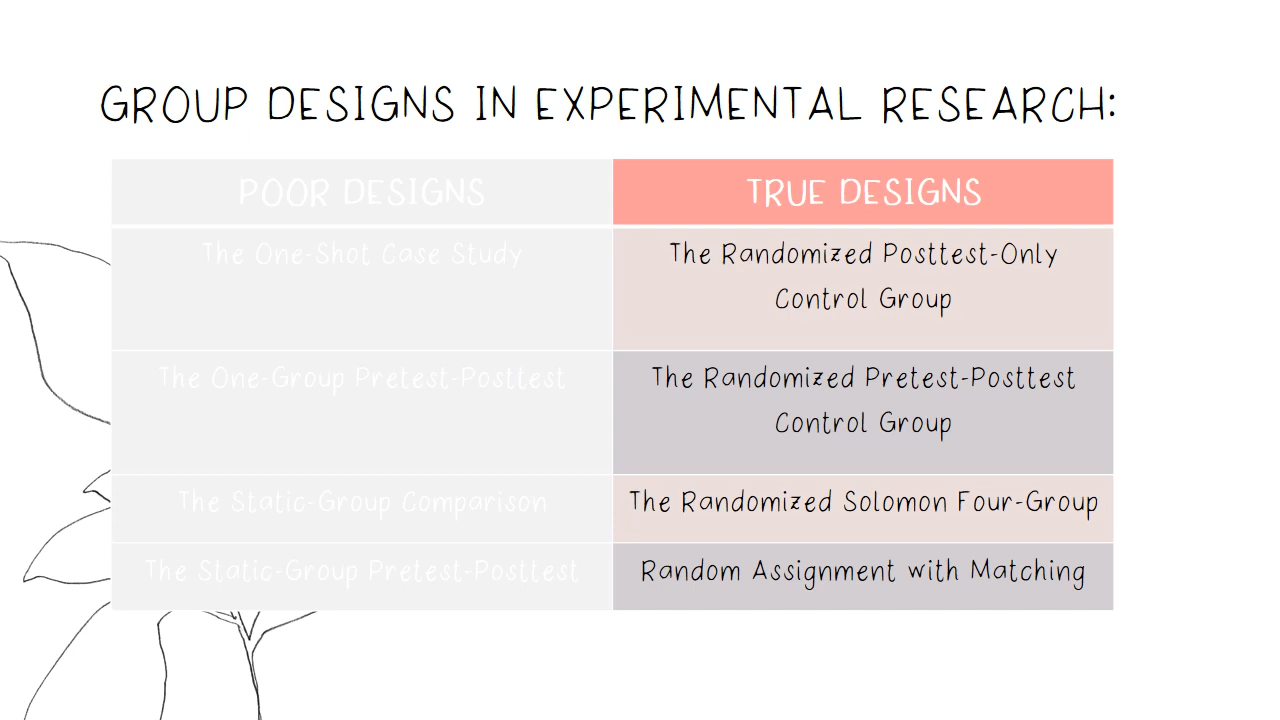 GROUP DESIGNS IN EXPERIMENTAL RESEARCH:
POOR DESIGNS
TRUE DESIGNS
The One-Shot Case Study
The Randomized Posttest-Only
Control Group
The One-Group Pretest-Posttest
The Randomized Pretest-Posttest
Control Group
The Static-Group Comparison
The Randomized Solomon Four-Group
The Static-Group Pretest-Posttest
Random Assignment with Matching